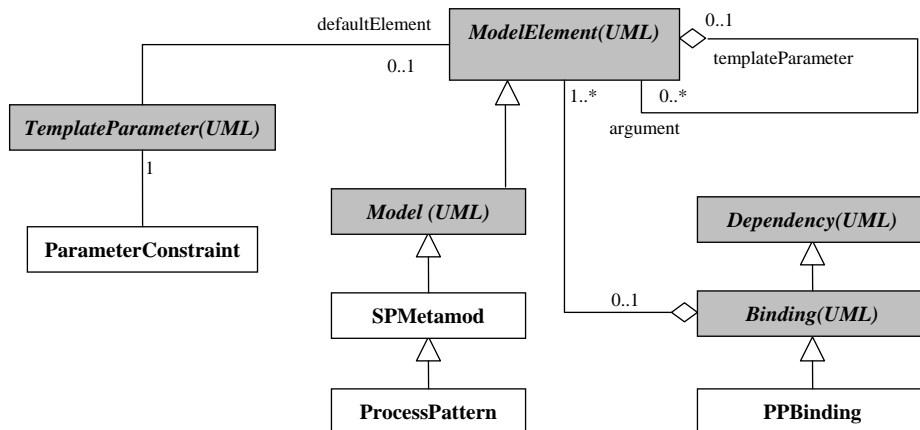 defaultElement
ModelElement(UML)
0..1
0..1
templateParameter
1..*
0..*
argument
TemplateParameter(UML)
1
Model (UML)
Dependency(UML)
ParameterConstraint
SPMetamod
0..1
Binding(UML)
ProcessPattern
PPBinding